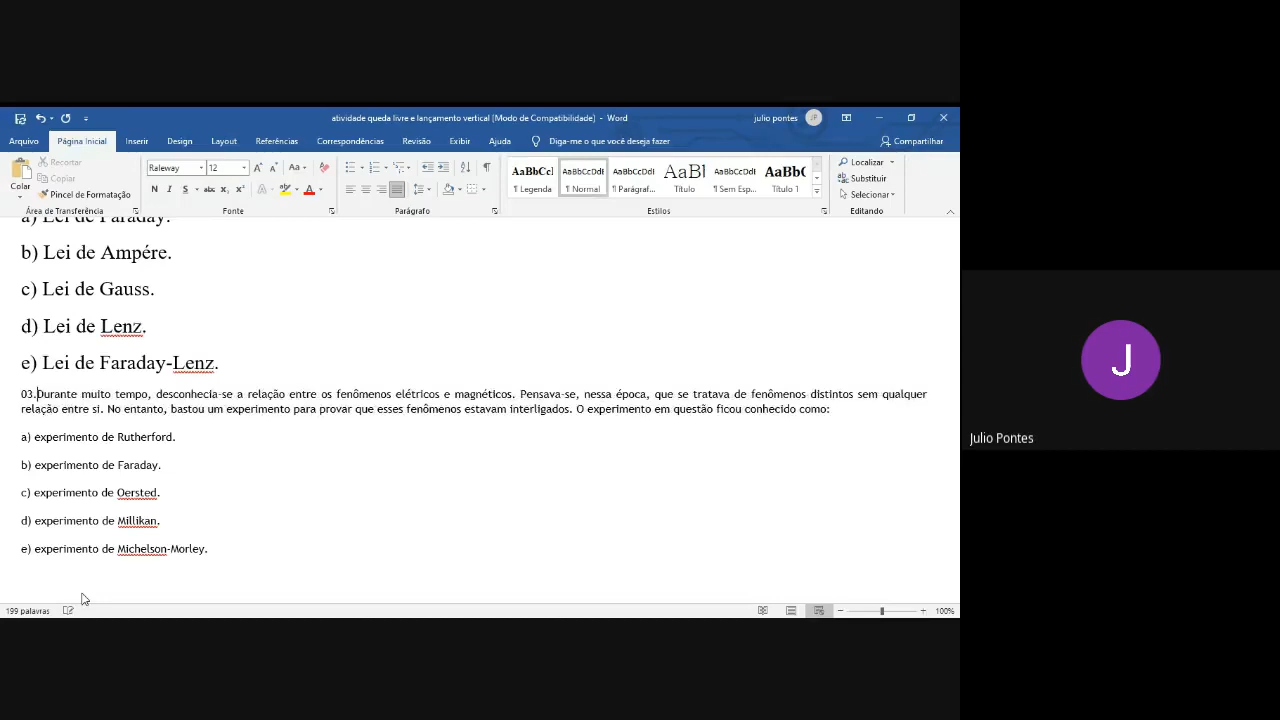 atividade queda livre e lançamento vertical [Modo de Compatibilidade] - Word
julio pontes
JP
Arquivo Página Inicial Inserir Design Layout Referências Correspondências Revisão Exibir Ajuda Diga-me o que você deseja fazer Compartilhar
Colar
Recortar
Copiar
Pincel de Formatação
Área de Transferência
Raleway 12
N I S abc x₂ x²
Fonte
Parágrafo
AaBbCcI AaBbCcDdI AaBbCcDdI AaBl AaBbCcDdI AaBbC
¶ Legenda ¶ Normal ¶ Parágraf... Título ¶ Sem Esp... Título 1
Estilos
Localizar
Substituir
Selecionar
Editando
a) Lei de Faraday.
b) Lei de Ampére.
c) Lei de Gauss.
d) Lei de Lenz.
e) Lei de Faraday-Lenz.
03.Durante muito tempo, desconhecia-se a relação entre os fenômenos elétricos e magnéticos. Pensava-se, nessa época, que se tratava de fenômenos distintos sem qualquer
relação entre si. No entanto, bastou um experimento para provar que esses fenômenos estavam interligados. O experimento em questão ficou conhecido como:
a) experimento de Rutherford.
b) experimento de Faraday.
c) experimento de Oersted.
d) experimento de Millikan.
e) experimento de Michelson-Morley.
199 palavras
100%
J
Julio Pontes